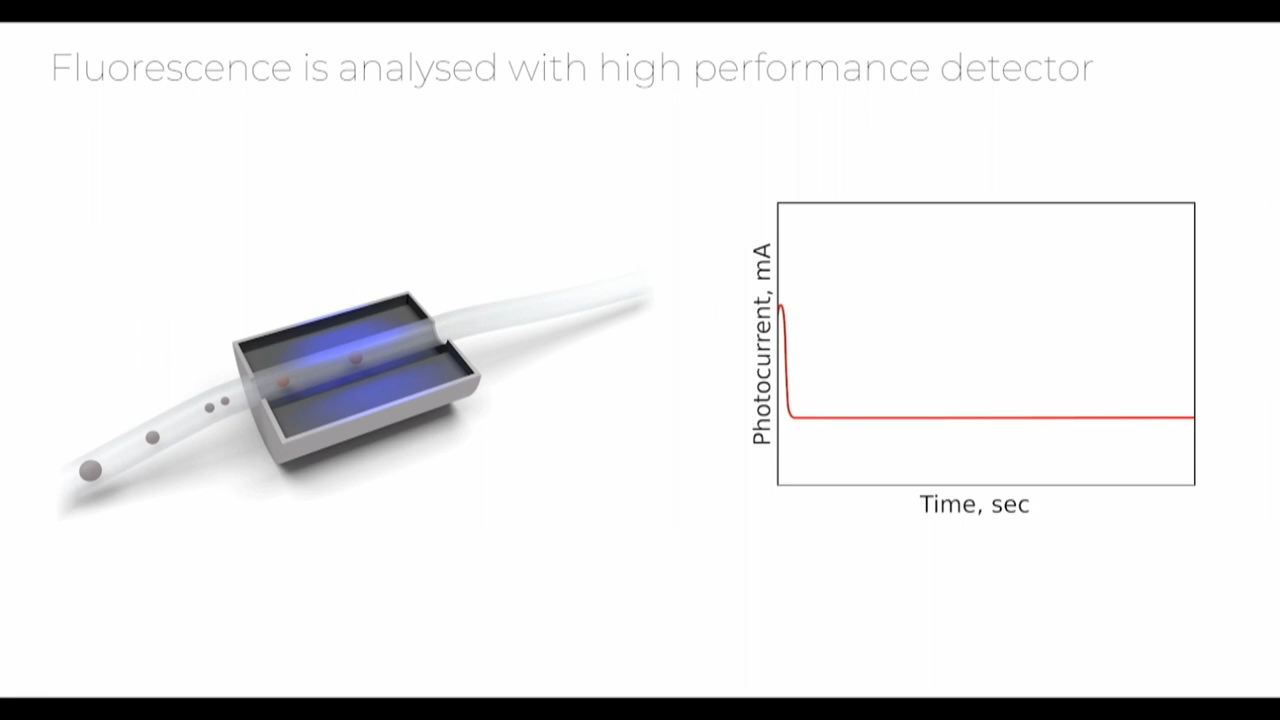 Fluorescence is analysed with high performance detector
Photocurrent, mA
Time, sec